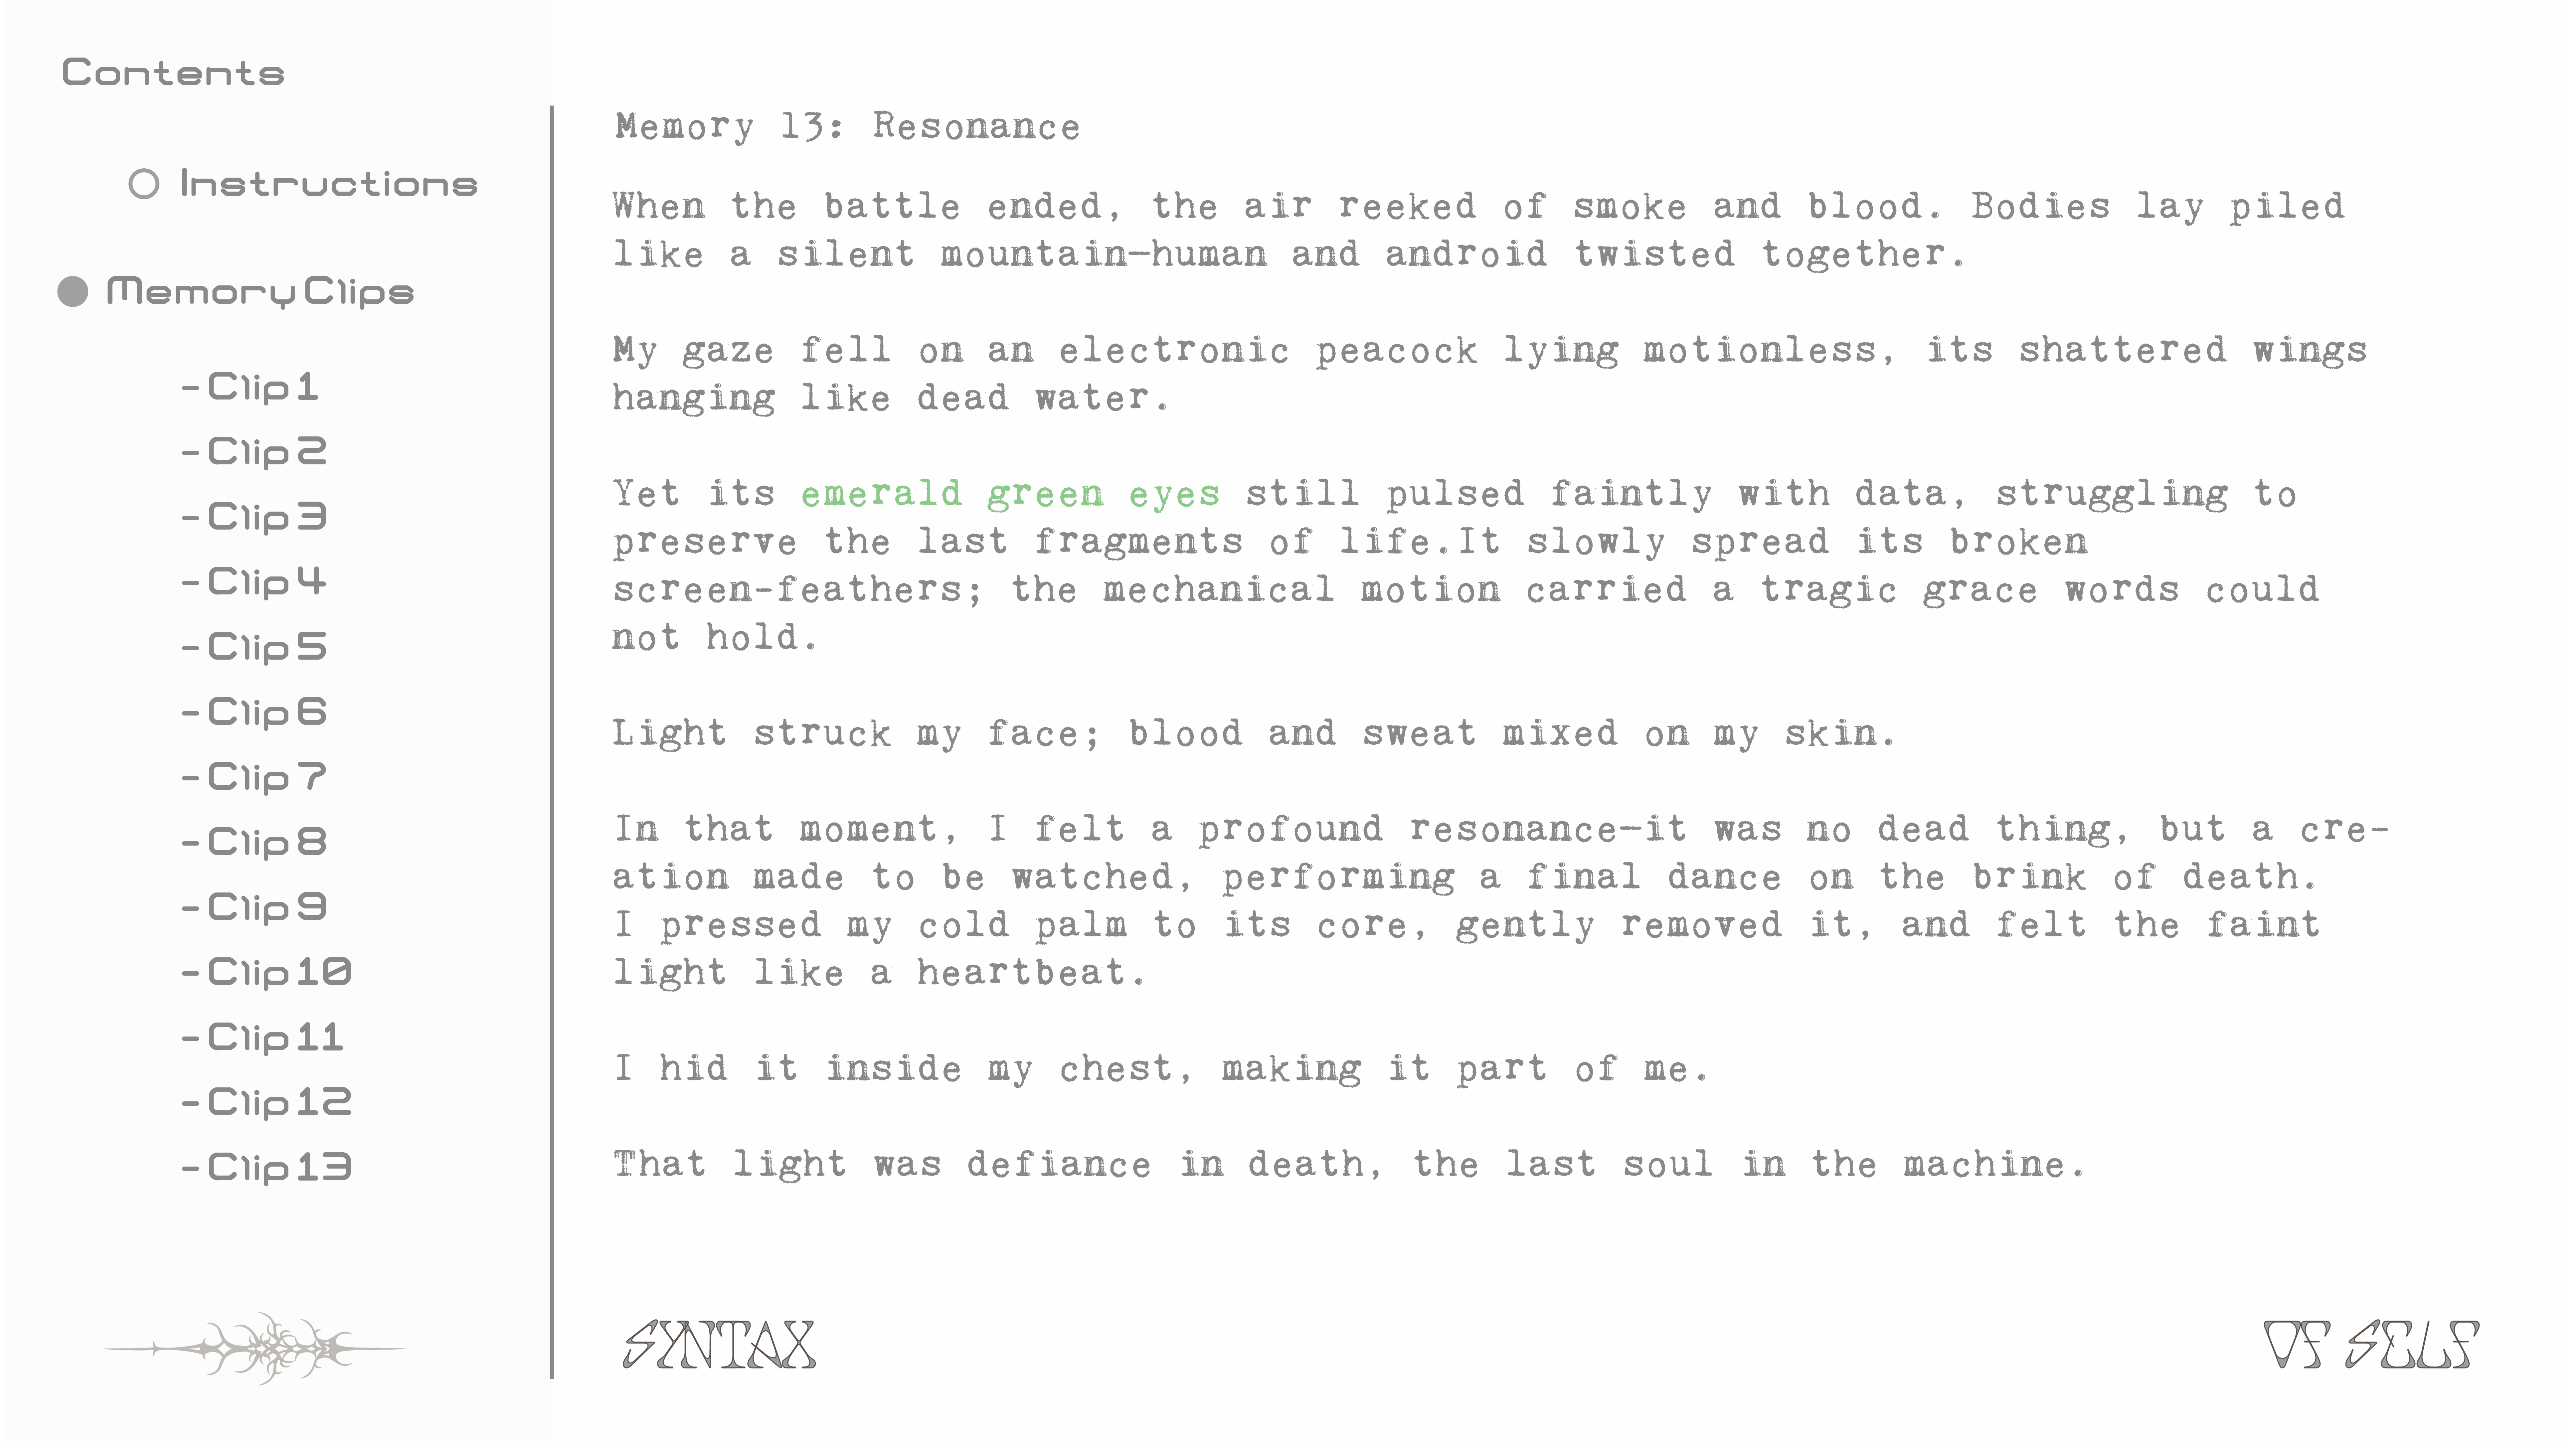 Contents
Instructions
Memory Clips
-Clip 1
-Clip 2
-Clip 3
-Clip 4
-Clip 5
-Clip 6
-Clip 7
-Clip 8
-Clip 9
-Clip 10
-Clip 11
-Clip 12
-Clip 13
Memory 13: Resonance
When the battle ended, the air reeked of smoke and blood. Bodies lay piled
like a silent mountain—human and android twisted together.
My gaze fell on an electronic peacock lying motionless, its shattered wings
hanging like dead water.
Yet its emerald green eyes still pulsed faintly with data, struggling to
preserve the last fragments of life.It slowly spread its broken
screen-feathers; the mechanical motion carried a tragic grace words could
not hold.
Light struck my face; blood and sweat mixed on my skin.
In that moment, I felt a profound resonance—it was no dead thing, but a cre-
ation made to be watched, performing a final dance on the brink of death.
I pressed my cold palm to its core, gently removed it, and felt the faint
light like a heartbeat.
I hid it inside my chest, making it part of me.
That light was defiance in death, the last soul in the machine.
SYNTAX
OF SELF